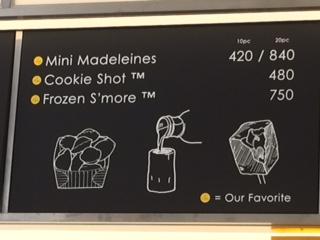 10pc 20pc
Mini Madeleines 420 / 840
Cookie Shot ™ 480
Frozen S'more ™ 750
= Our Favorite